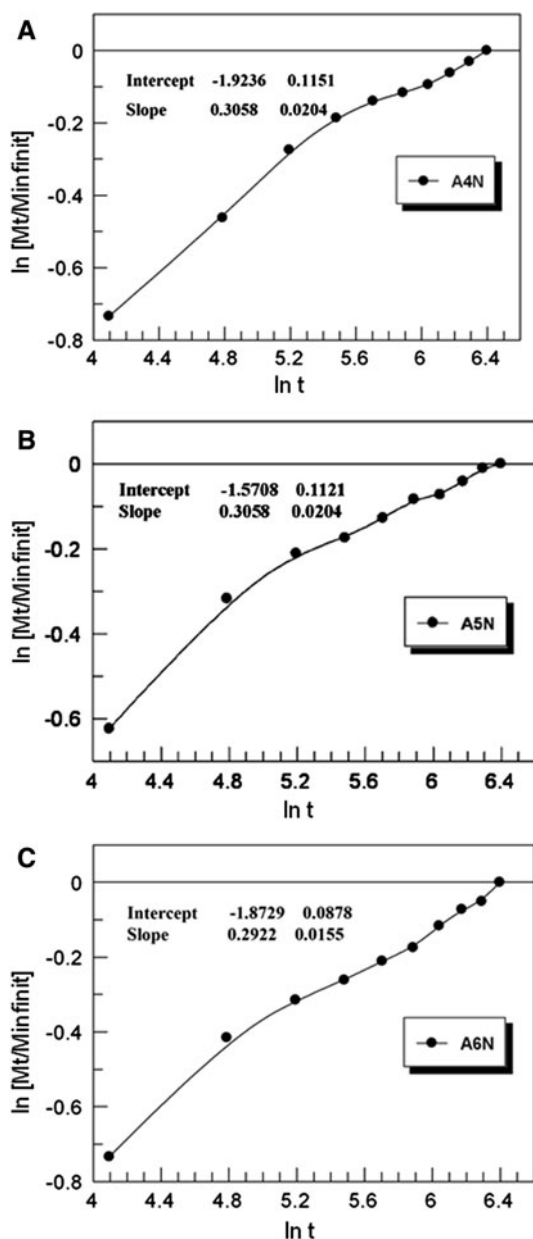 A
0
Intercept -1.9236 0.1151
Slope 0.3058 0.0204
-0.2
A4N
-0.4
-0.6
-0.8
4 4.4 4.8 5.2 5.6 6 6.4
ln t
ln [Mt/Minfinit]
B
0
Intercept -1.5708 0.1121
Slope 0.3058 0.0204
-0.2
A5N
-0.4
-0.6
4 4.4 4.8 5.2 5.6 6 6.4
ln t
ln [Mt/Minfinit]
C
0
Intercept -1.8729 0.0878
Slope 0.2922 0.0155
-0.2
-0.4
A6N
-0.6
-0.8
4 4.4 4.8 5.2 5.6 6 6.4
ln t
ln [Mt/Minfinit]